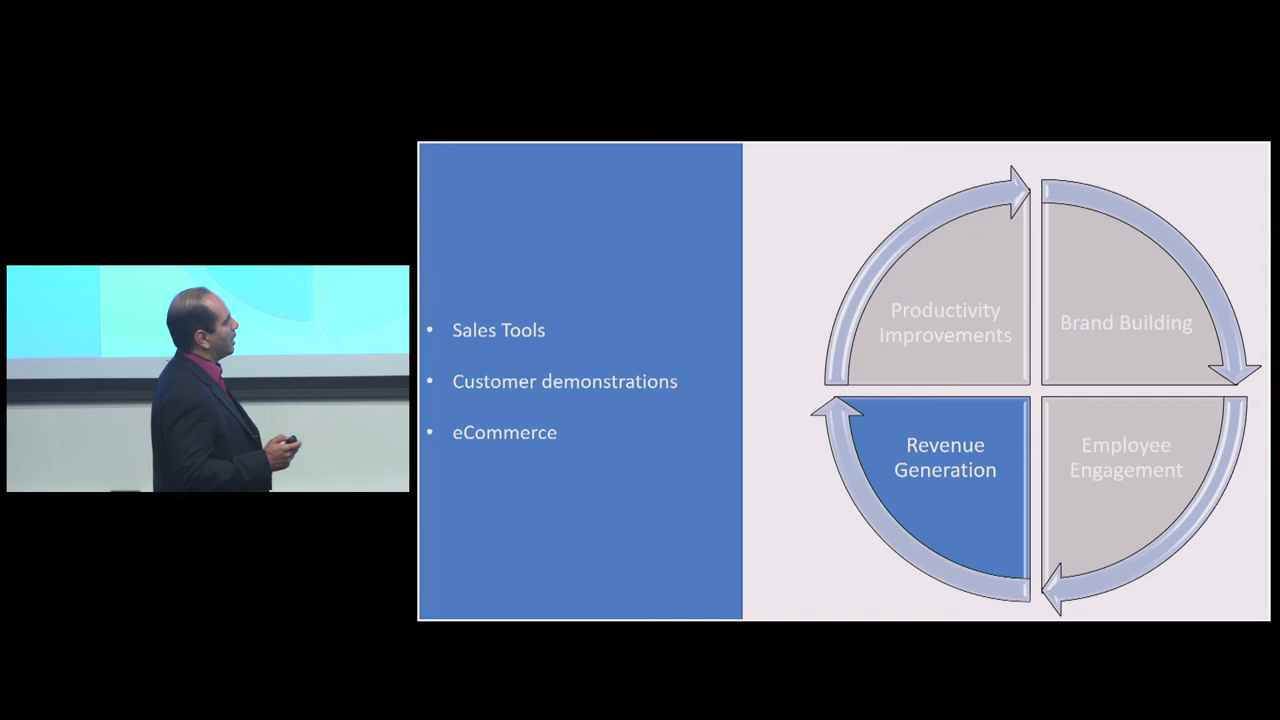 Sales Tools
Customer demonstrations
eCommerce
Productivity
Improvements
Brand Building
Revenue
Generation
Employee
Engagement